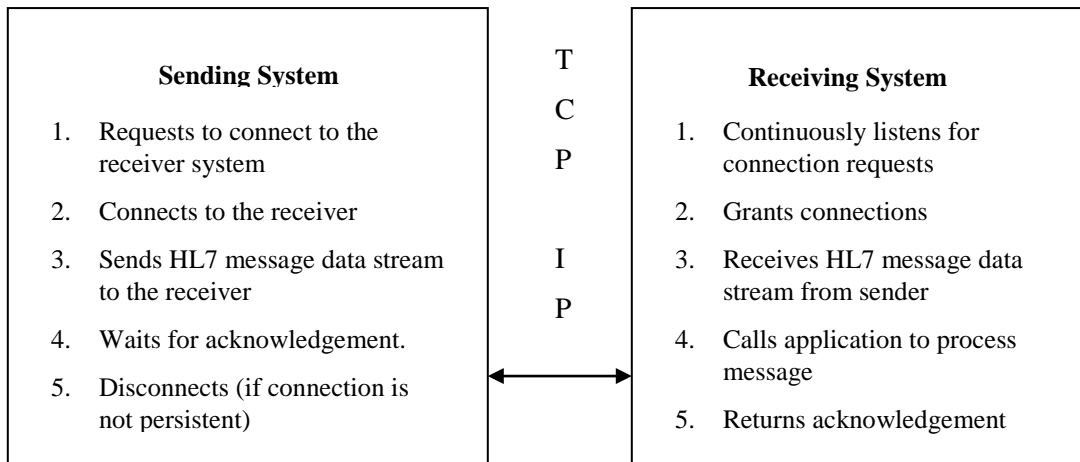 Sending System
1. Requests to connect to the
receiver system
2. Connects to the receiver
3. Sends HL7 message data stream
to the receiver
4. Waits for acknowledgement.
5. Disconnects (if connection is
not persistent)
T
C
P
I
P
Receiving System
1. Continuously listens for
connection requests
2. Grants connections
3. Receives HL7 message data
stream from sender
4. Calls application to process
message
5. Returns acknowledgement